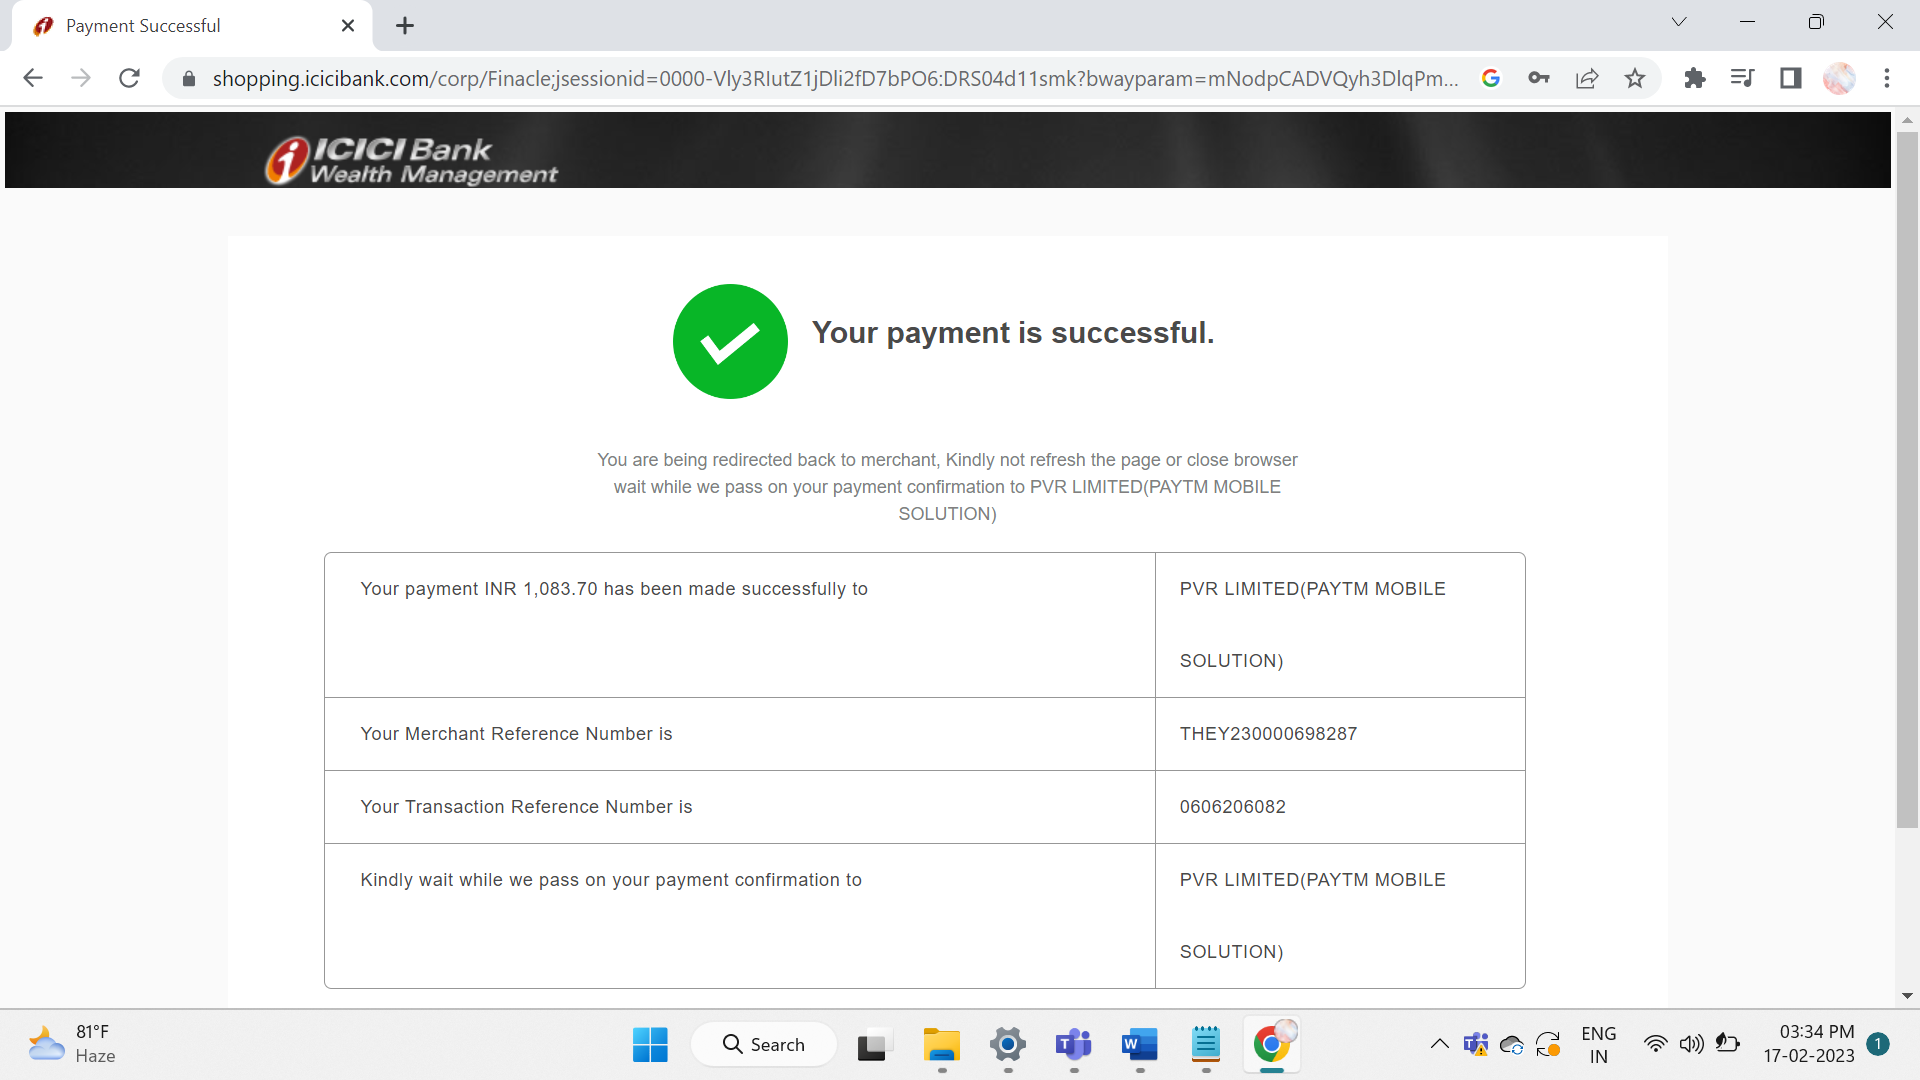 Payment Successful
shopping.icicibank.com/corp/Finacle;jsessionid=0000-Vly3RIutZ1jDli2fD7bPO6:DRS04d11smk?bwayparam=mNodpCADVQyh3DlqPm...
ICICI Bank
Wealth Management
Your payment is successful.
You are being redirected back to merchant, Kindly not refresh the page or close browser
wait while we pass on your payment confirmation to PVR LIMITED(PAYTM MOBILE
SOLUTION)
Your payment INR 1,083.70 has been made successfully to
PVR LIMITED(PAYTM MOBILE
SOLUTION)
Your Merchant Reference Number is
THEY230000698287
Your Transaction Reference Number is
0606206082
Kindly wait while we pass on your payment confirmation to
PVR LIMITED(PAYTM MOBILE
SOLUTION)
81°F
Haze
Search
ENG
IN
03:34 PM
17-02-2023
1